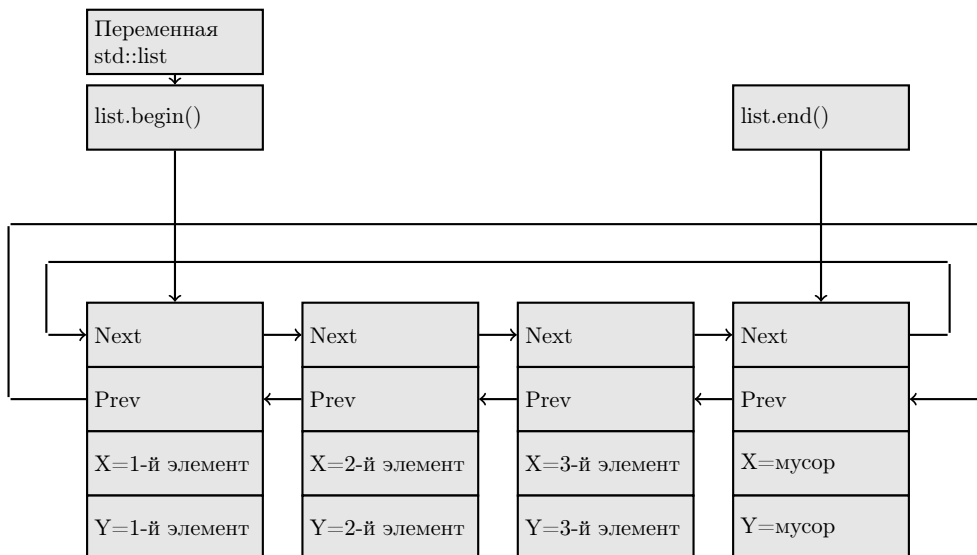 Переменная
std::list
list.begin()
list.end()
Next
Next
Next
Next
Prev
Prev
Prev
Prev
X=1-й элемент
X=2-й элемент
X=3-й элемент
X=мусор
Y=1-й элемент
Y=2-й элемент
Y=3-й элемент
Y=мусор